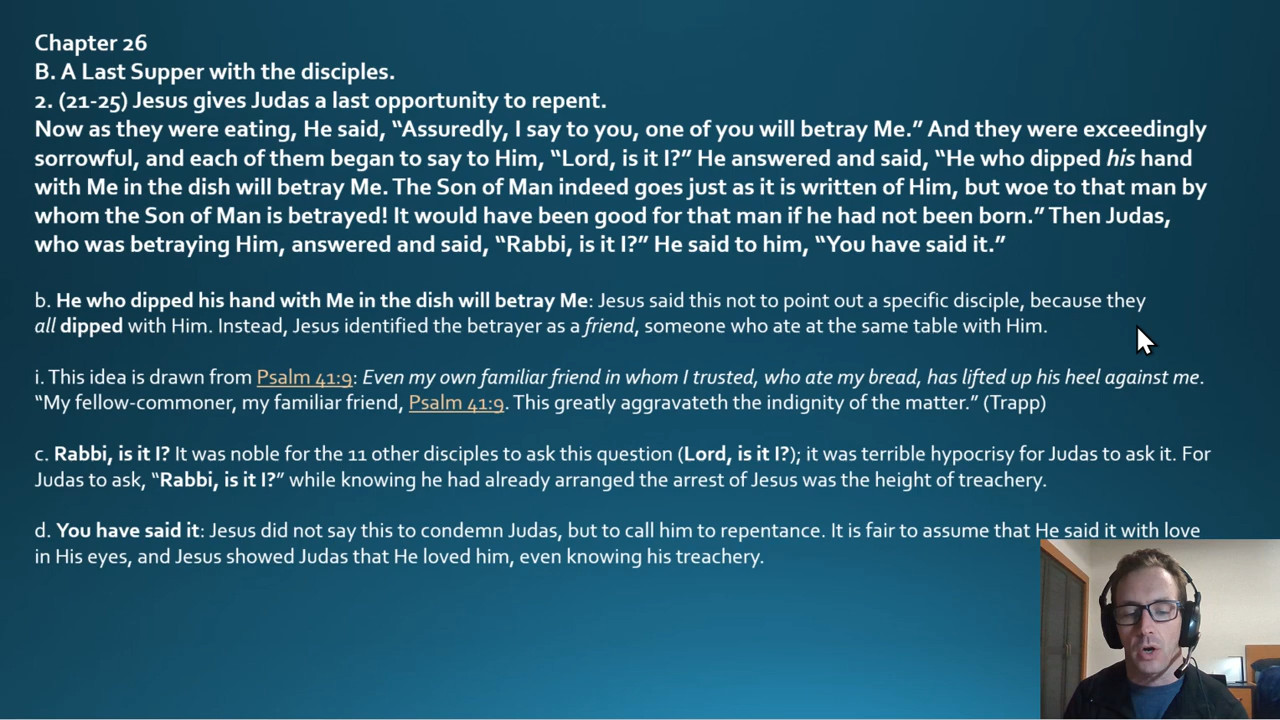 Chapter 26
B. A Last Supper with the disciples.
2. (21-25) Jesus gives Judas a last opportunity to repent.
Now as they were eating, He said, “Assuredly, I say to you, one of you will betray Me.” And they were exceedingly
sorrowful, and each of them began to say to Him, “Lord, is it I?” He answered and said, “He who dipped his hand
with Me in the dish will betray Me. The Son of Man indeed goes just as it is written of Him, but woe to that man by
whom the Son of Man is betrayed! It would have been good for that man if he had not been born.” Then Judas,
who was betraying Him, answered and said, “Rabbi, is it I?” He said to him, “You have said it.”
b. He who dipped his hand with Me in the dish will betray Me: Jesus said this not to point out a specific disciple, because they
all dipped with Him. Instead, Jesus identified the betrayer as a friend, someone who ate at the same table with Him.
i. This idea is drawn from Psalm 41:9: Even my own familiar friend in whom I trusted, who ate my bread, has lifted up his heel against me.
“My fellow-commoner, my familiar friend, Psalm 41:9. This greatly aggravateth the indignity of the matter.” (Trapp)
c. Rabbi, is it I? It was noble for the 11 other disciples to ask this question (Lord, is it I?); it was terrible hypocrisy for Judas to ask it. For
Judas to ask, “Rabbi, is it I?” while knowing he had already arranged the arrest of Jesus was the height of treachery.
d. You have said it: Jesus did not say this to condemn Judas, but to call him to repentance. It is fair to assume that He said it with love
in His eyes, and Jesus showed Judas that He loved him, even knowing his treachery.